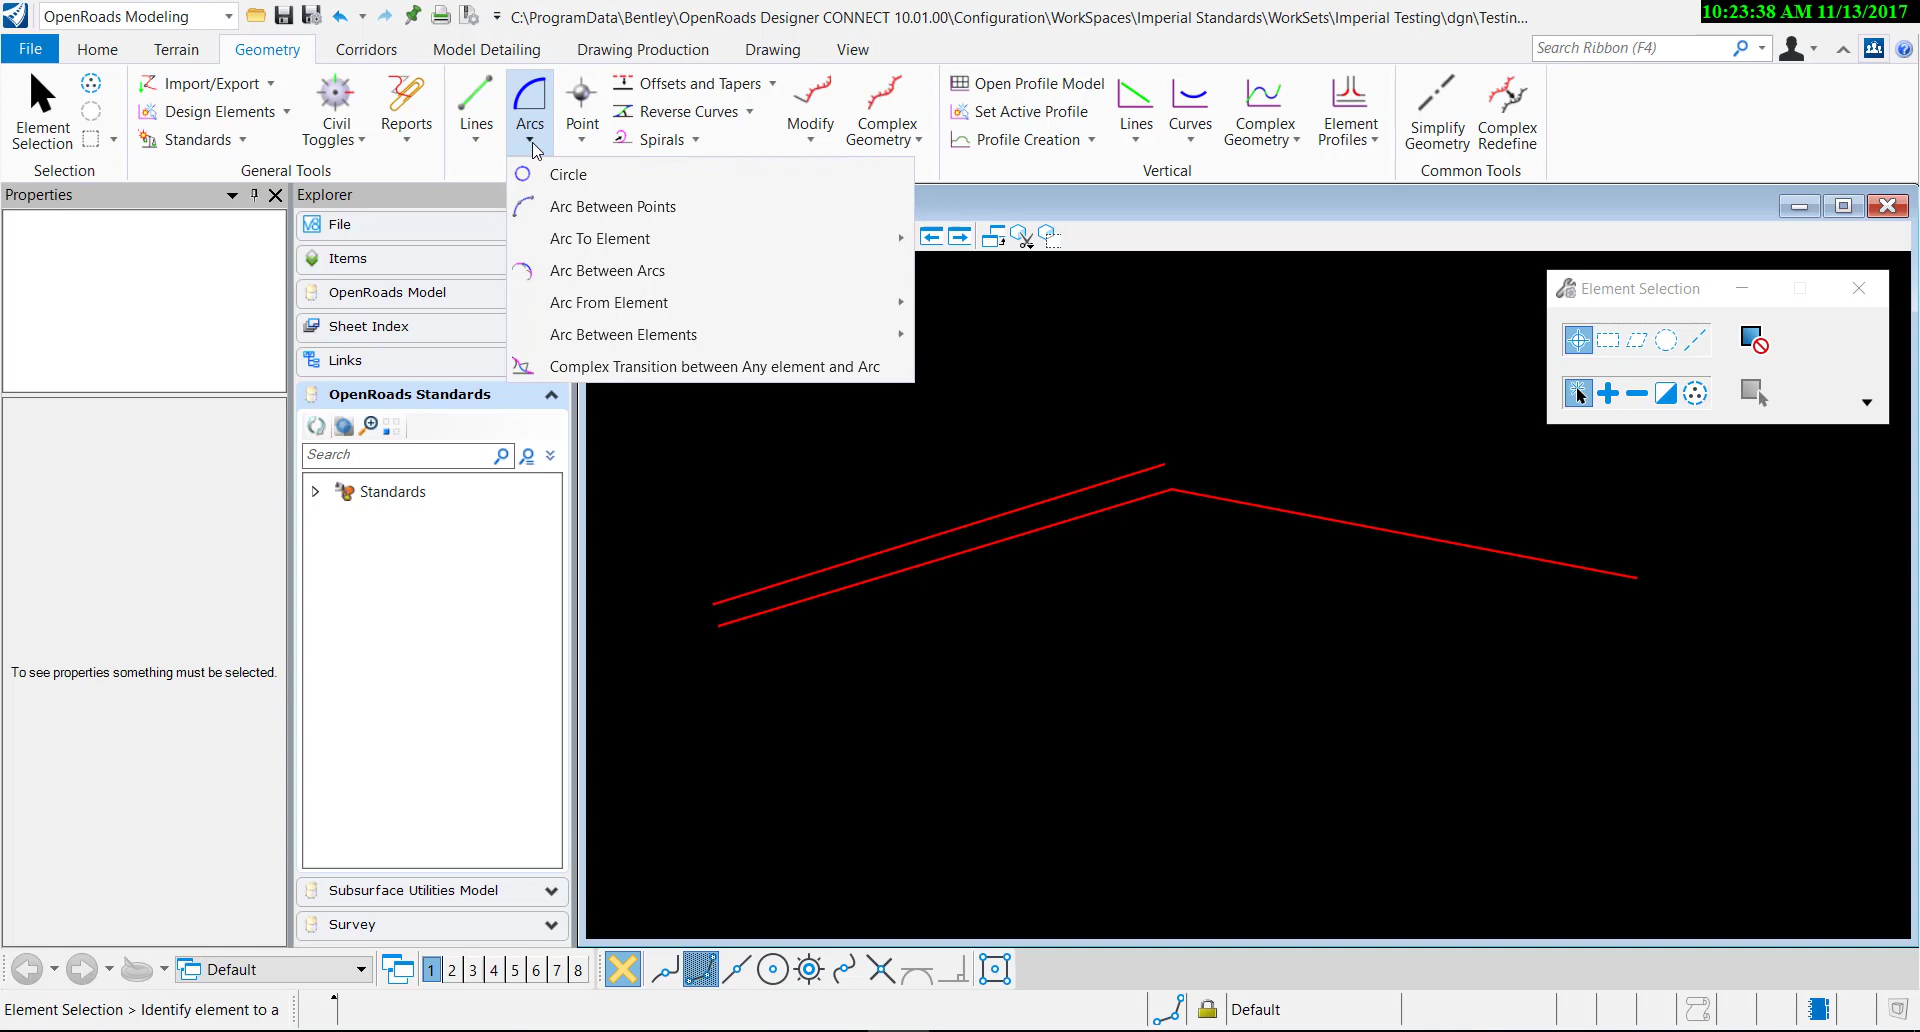 OpenRoads Modeling
C:\ProgramData\Bentley\OpenRoads Designer CONNECT 10.01.00\Configuration\WorkSpaces\Imperial Standards\WorkSets\Imperial Testing\dgn\Testin...
10:23:38 AM 11/13/2017
File
Home
Terrain
Geometry
Corridors
Model Detailing
Drawing Production
Drawing
View
Search Ribbon (F4)
Element
Selection
Selection
Import/Export
Design Elements
Standards
Civil
Toggles
Reports
General Tools
Lines
Arcs
Point
Offsets and Tapers
Reverse Curves
Spirals
Modify
Complex
Geometry
Open Profile Model
Set Active Profile
Profile Creation
Lines
Curves
Complex
Geometry
Element
Profiles
Vertical
Simplify
Geometry
Complex
Redefine
Common Tools
Circle
Arc Between Points
Arc To Element
Arc Between Arcs
Arc From Element
Arc Between Elements
Complex Transition between Any element and Arc
Properties
To see properties something must be selected.
Explorer
V8 File
Items
OpenRoads Model
Sheet Index
Links
OpenRoads Standards
Search
Standards
Subsurface Utilities Model
Survey
Element Selection
Default
1 2 3 4 5 6 7 8
Element Selection > Identify element to a
Default